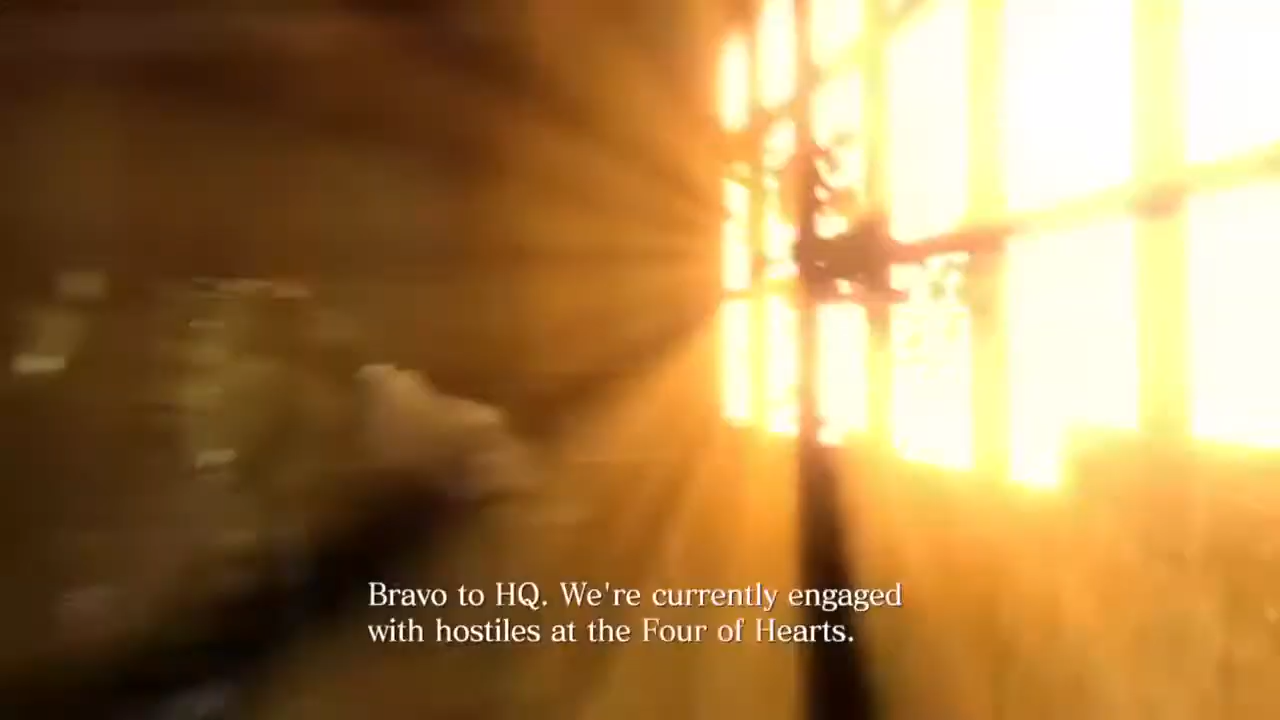 Bravo to HQ. We're currently engaged
with hostiles at the Four of Hearts.